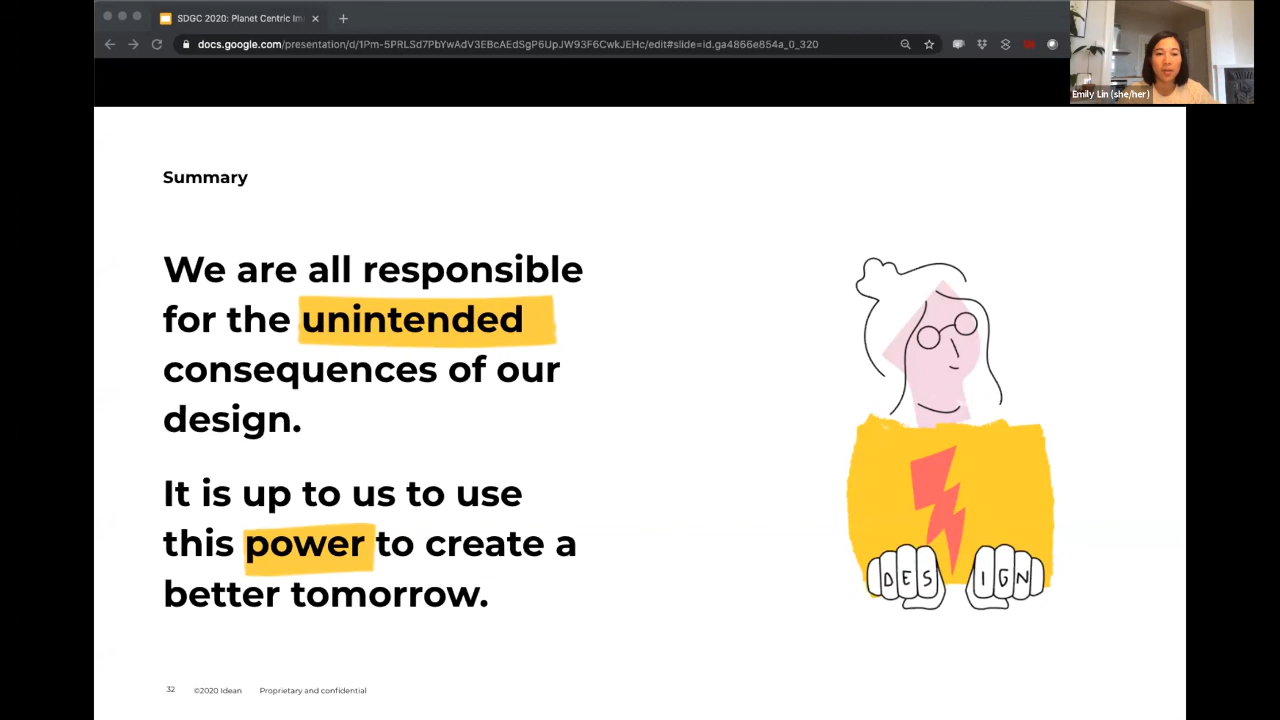 SDGC 2020: Planet Centric Im
docs.google.com/presentation/d/1Pm-5PRLSd7PbYwAdV3EBcAEdSgP6UpJW93F6CwkJEHc/edit#slide=id.ga4866e854a_0_320
Emily Lin (she/her)
Summary
We are all responsible
for the unintended
consequences of our
design.
It is up to us to use
this power to create a
better tomorrow.
DES IGN
32 ©2020 Idean Proprietary and confidential